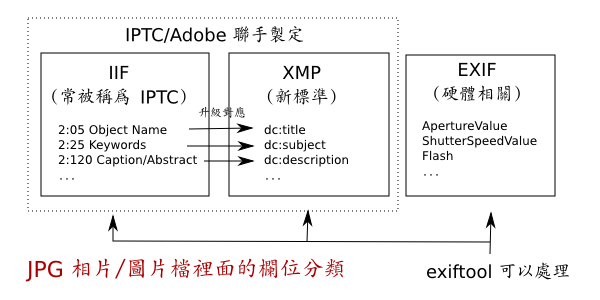 IPTC/Adobe 聯手製定
IIF
(常被稱為 IPTC)
2:05 Object Name
2:25 Keywords
2:120 Caption/Abstract
...
升級對應
XMP
(新標準)
dc:title
dc:subject
dc:description
...
EXIF
(硬體相關)
ApertureValue
ShutterSpeedValue
Flash
...
JPG 相片/圖片檔裡面的欄位分類
exiftool 可以處理